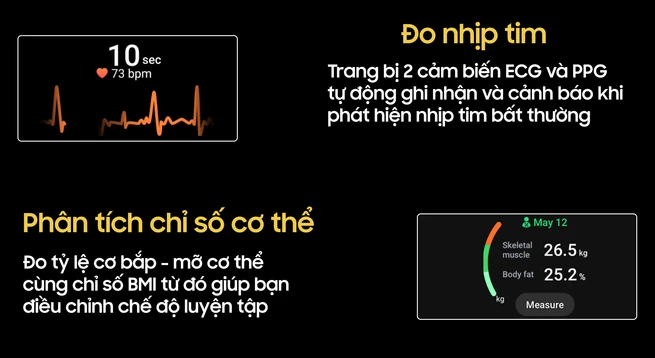 10 sec
73 bpm
Đo nhịp tim
Trang bị 2 cảm biến ECG và PPG
tự động ghi nhận và cảnh báo khi
phát hiện nhịp tim bất thường
Phân tích chỉ số cơ thể
Đo tỷ lệ cơ bắp - mỡ cơ thể
cùng chỉ số BMI từ đó giúp bạn
điều chỉnh chế độ luyện tập
May 12
Skeletal
muscle
26.5 kg
Body fat
25.2 %
kg
Measure